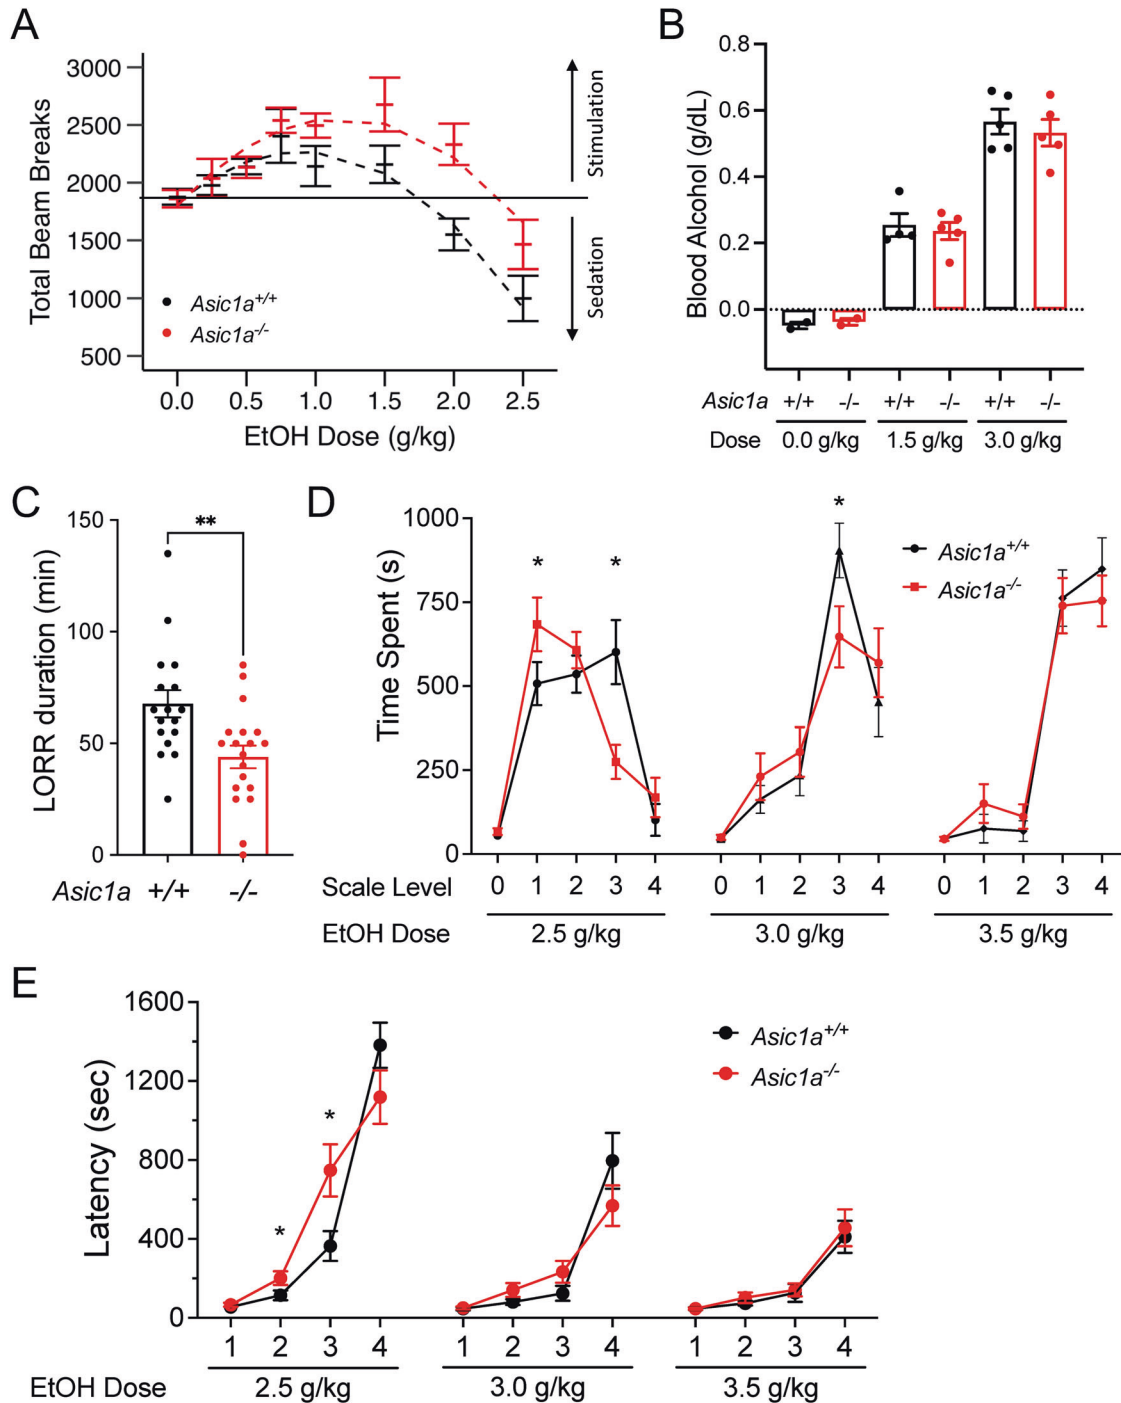 A
Total Beam Breaks
3000
2500
2000
1500
1000
500
Stimulation
Sedation
Asic1a+/+
Asic1a-/-
0.0 0.5 1.0 1.5 2.0 2.5
EtOH Dose (g/kg)
B
Blood Alcohol (g/dL)
0.8
0.6
0.4
0.2
0.0
Asic1a +/+ -/- +/+ -/- +/+ -/-
Dose 0.0 g/kg 1.5 g/kg 3.0 g/kg
C
LORR duration (min)
150
100
50
0
**
Asic1a +/+ -/-
D
Time Spent (s)
1000
750
500
250
0
* * *
Asic1a+/+
Asic1a-/-
Scale Level 0 1 2 3 4 0 1 2 3 4 0 1 2 3 4
EtOH Dose 2.5 g/kg 3.0 g/kg 3.5 g/kg
E
Latency (sec)
1600
1200
800
400
0
* *
Asic1a+/+
Asic1a-/-
1 2 3 4 1 2 3 4 1 2 3 4
EtOH Dose 2.5 g/kg 3.0 g/kg 3.5 g/kg